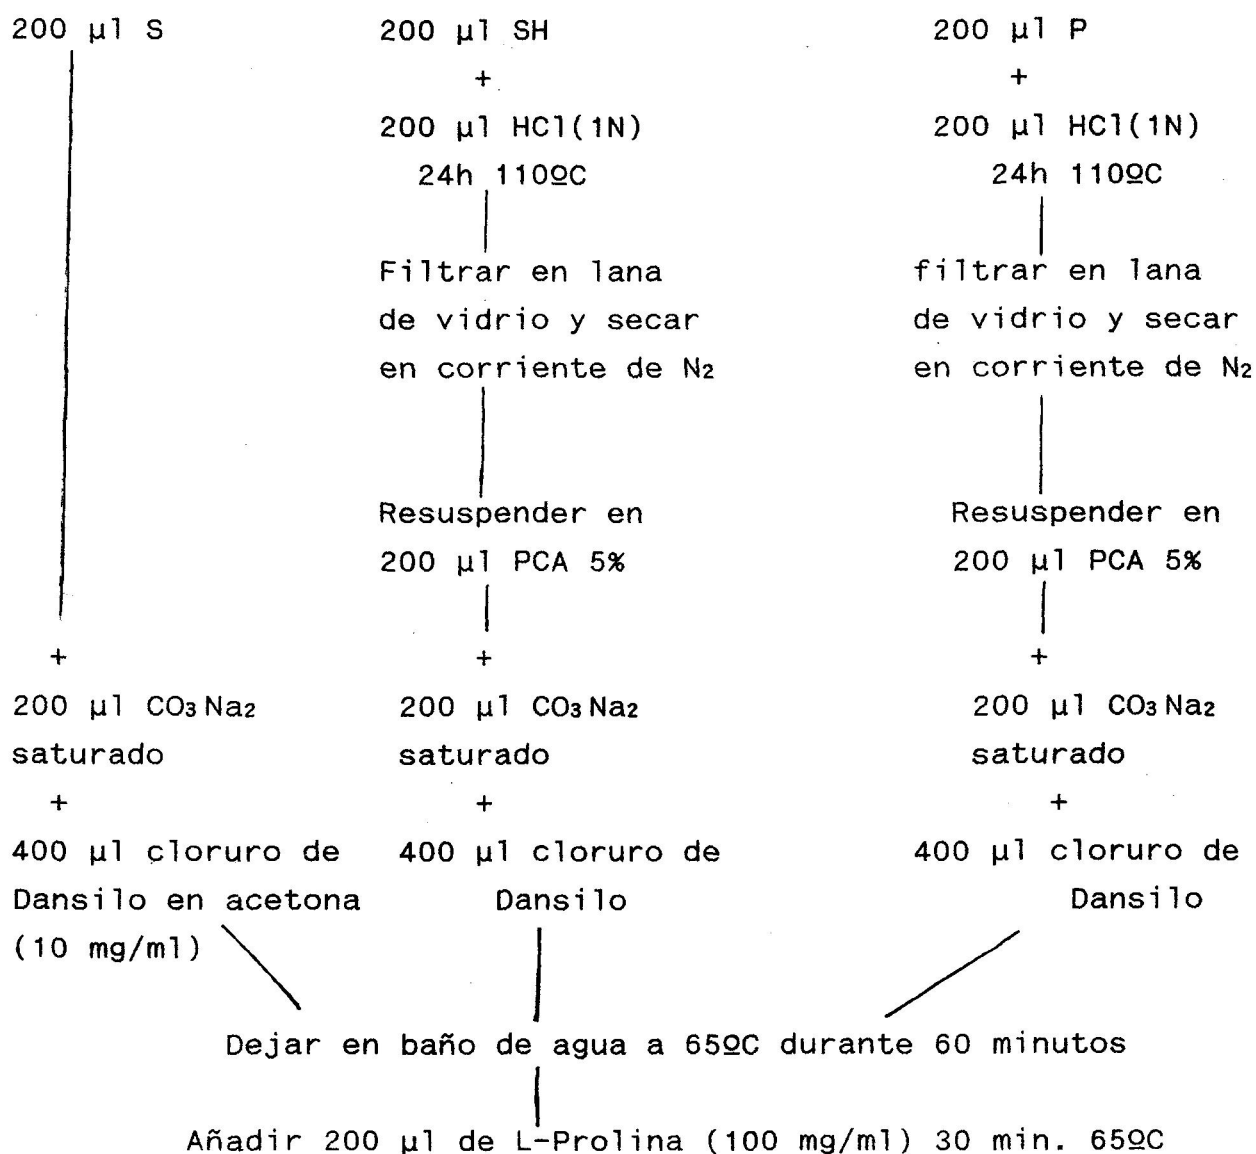 200 µl S
200 µl SH
200 µl P
+
+
200 µl HCl(1N)
200 µl HCl(1N)
24h 110ºC
24h 110ºC
Filtrar en lana
filtrar en lana
de vidrio y secar
de vidrio y secar
en corriente de N2
en corriente de N2
Resuspender en
Resuspender en
200 µl PCA 5%
200 µl PCA 5%
+
+
+
200 µl CO3Na2
200 µl CO3Na2
200 µl CO3Na2
saturado
saturado
saturado
+
+
+
400 µl cloruro de
400 µl cloruro de
400 µl cloruro de
Dansilo en acetona
Dansilo
Dansilo
(10 mg/ml)
Dejar en baño de agua a 65ºC durante 60 minutos
Añadir 200 µl de L-Prolina (100 mg/ml) 30 min. 65ºC